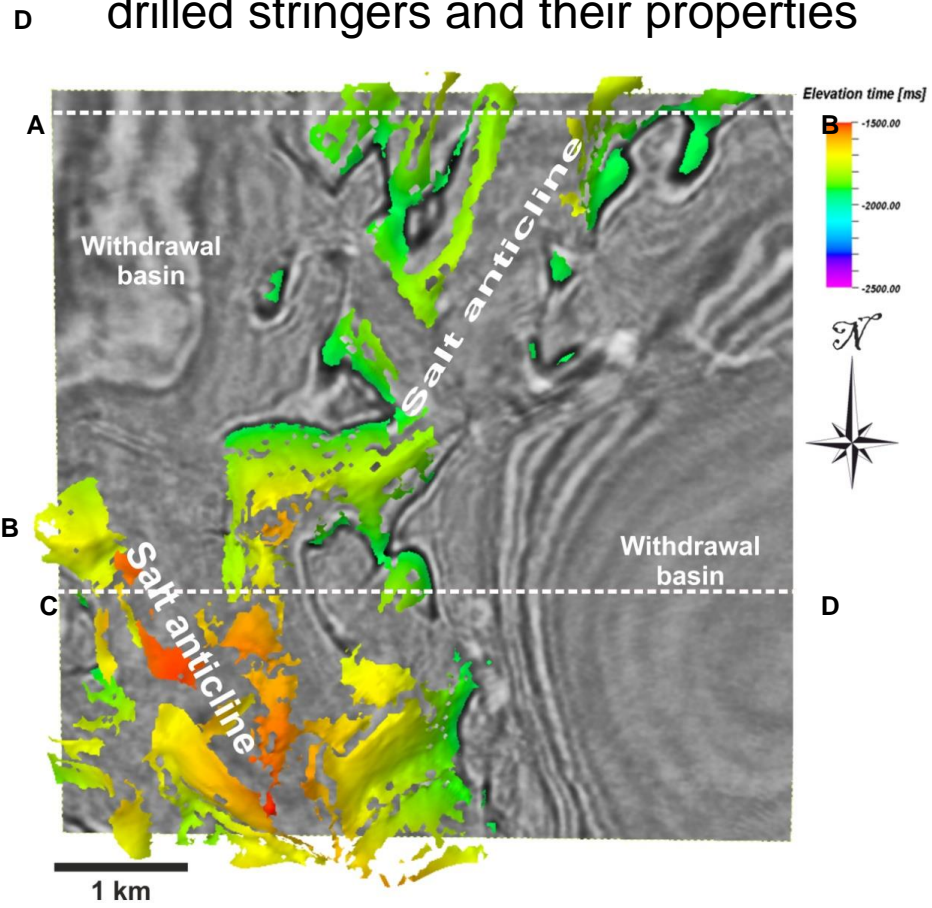 D drilled stringers and their properties
Elevation time [ms]
A B
-1500.00
-2000.00
-2500.00
Withdrawal
basin
Salt anticline
N
B
Withdrawal
basin
Salt anticline
C D
1 km